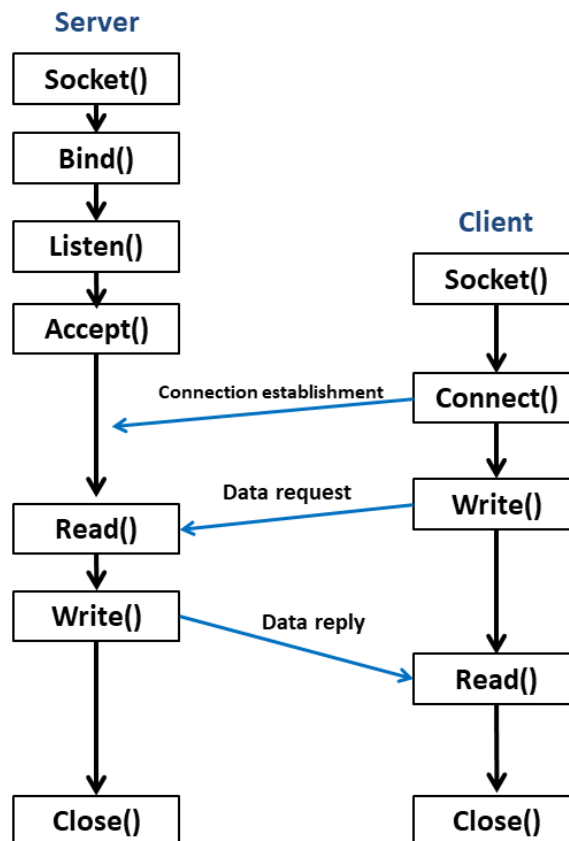 Server
Socket()
Bind()
Listen()
Accept()
Read()
Write()
Close()
Connection establishment
Data request
Data reply
Client
Socket()
Connect()
Write()
Read()
Close()